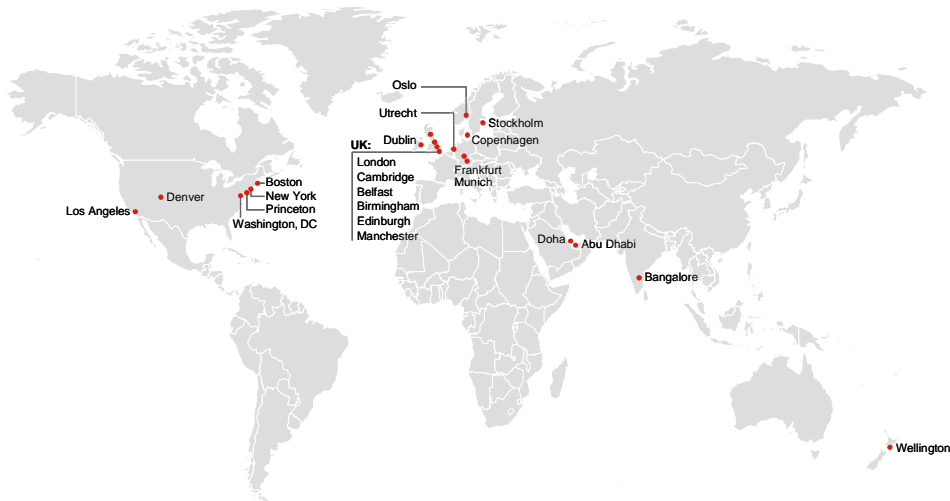 Oslo
Utrecht
Stockholm
Copenhagen
Dublin
UK:
London
Cambridge
Belfast
Birmingham
Edinburgh
Manchester
Frankfurt
Munich
Boston
New York
Princeton
Washington, DC
Denver
Los Angeles
Doha
Abu Dhabi
Bangalore
Wellington